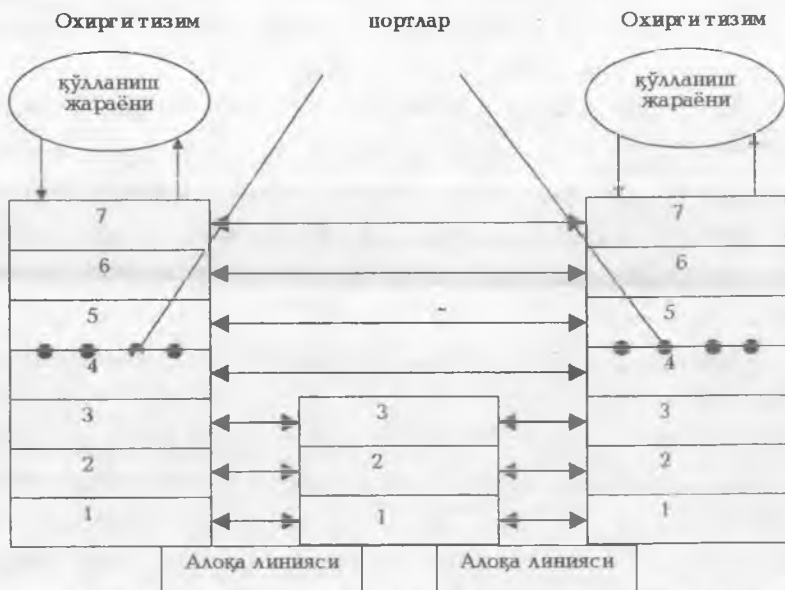 Охирги тизим
портлар
Охирги тизим
қўлланиш
жараёни
қўлланиш
жараёни
7
7
6
6
5
5
4
4
3
3
3
2
2
2
1
1
1
Алоқа линияси
Алоқа линияси